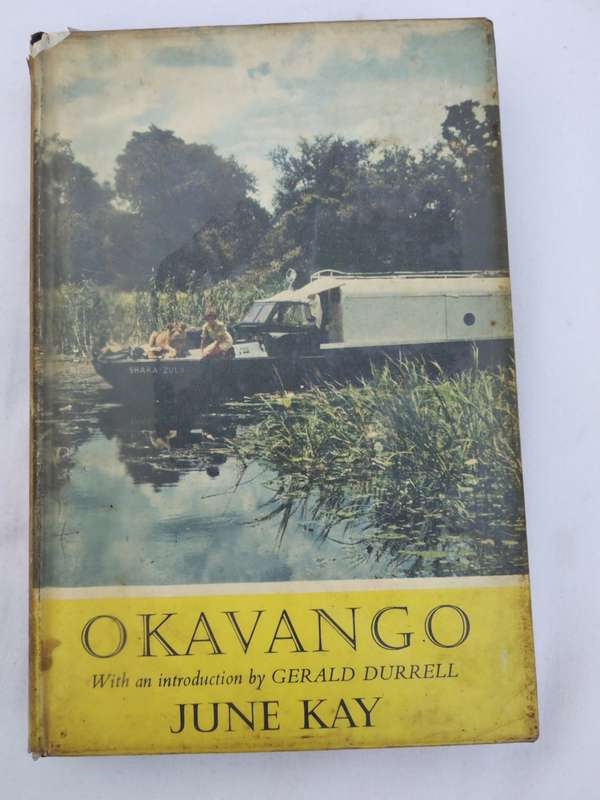 SHAKA ZULU
OKAVANGO
With an introduction by GERALD DURRELL
JUNE KAY